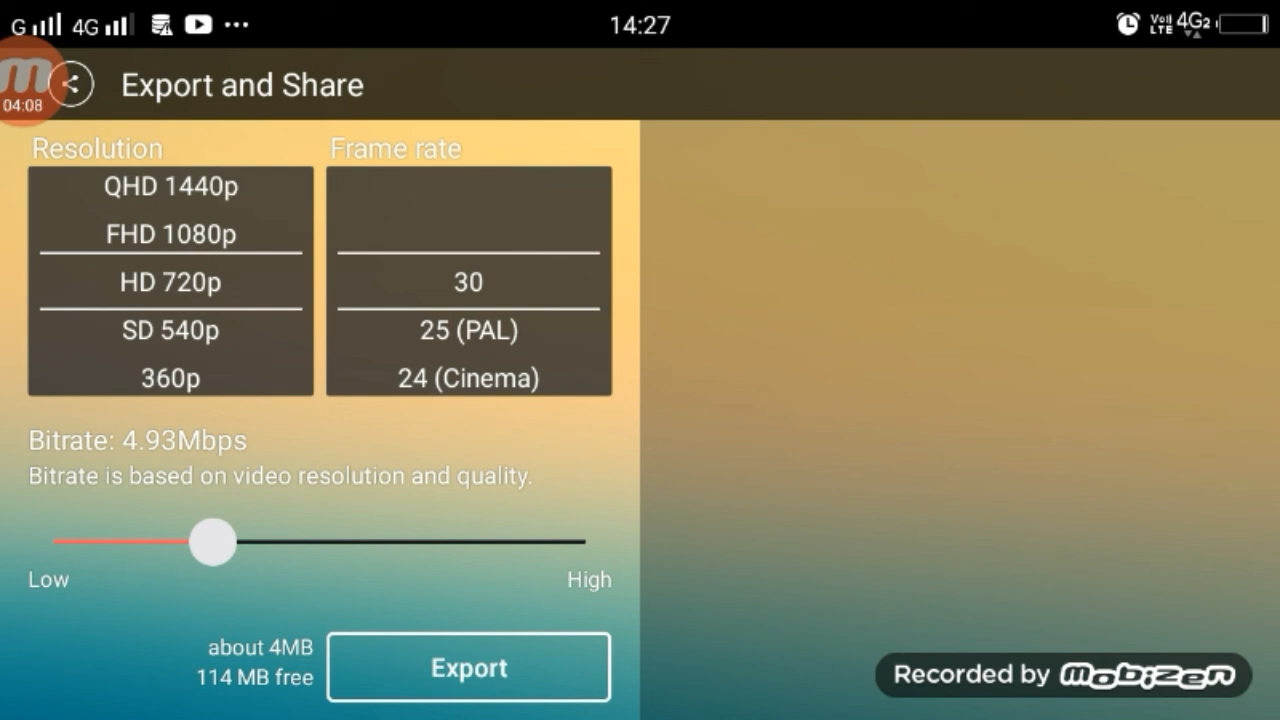 G 4G 14:27 VoLTE 4G2
m
04:08
Export and Share
Resolution Frame rate
QHD 1440p
FHD 1080p
HD 720p 30
SD 540p 25 (PAL)
360p 24 (Cinema)
Bitrate: 4.93Mbps
Bitrate is based on video resolution and quality.
Low High
about 4MB
114 MB free
Export
Recorded by mobizen